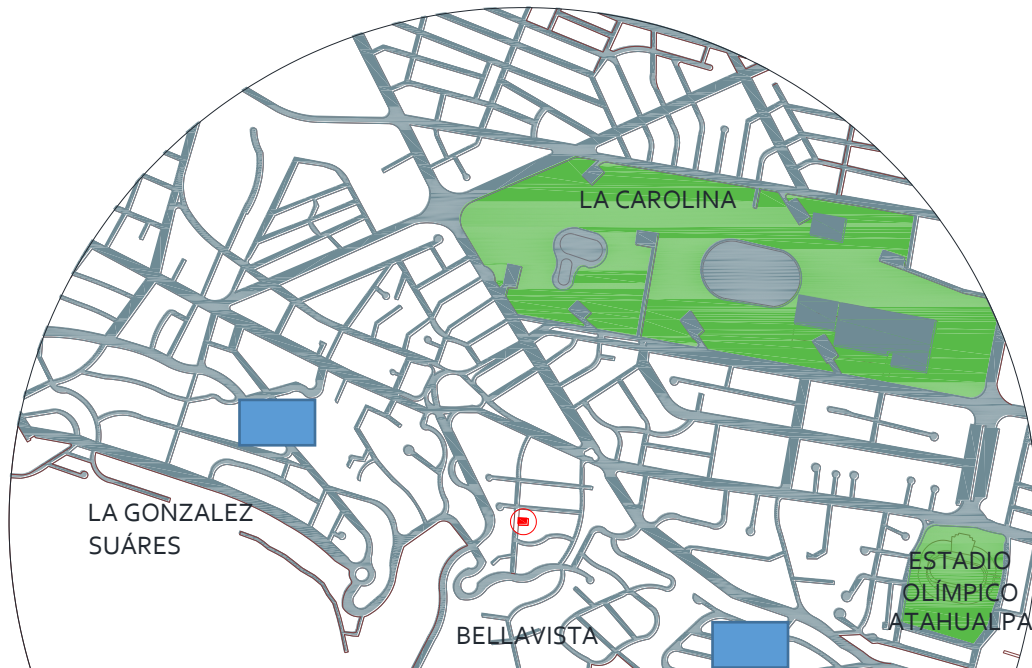 LA CAROLINA
LA GONZALEZ
SUÁRES
ESTADIO
OLÍMPICO
ATAHUALPA
BELLAVISTA